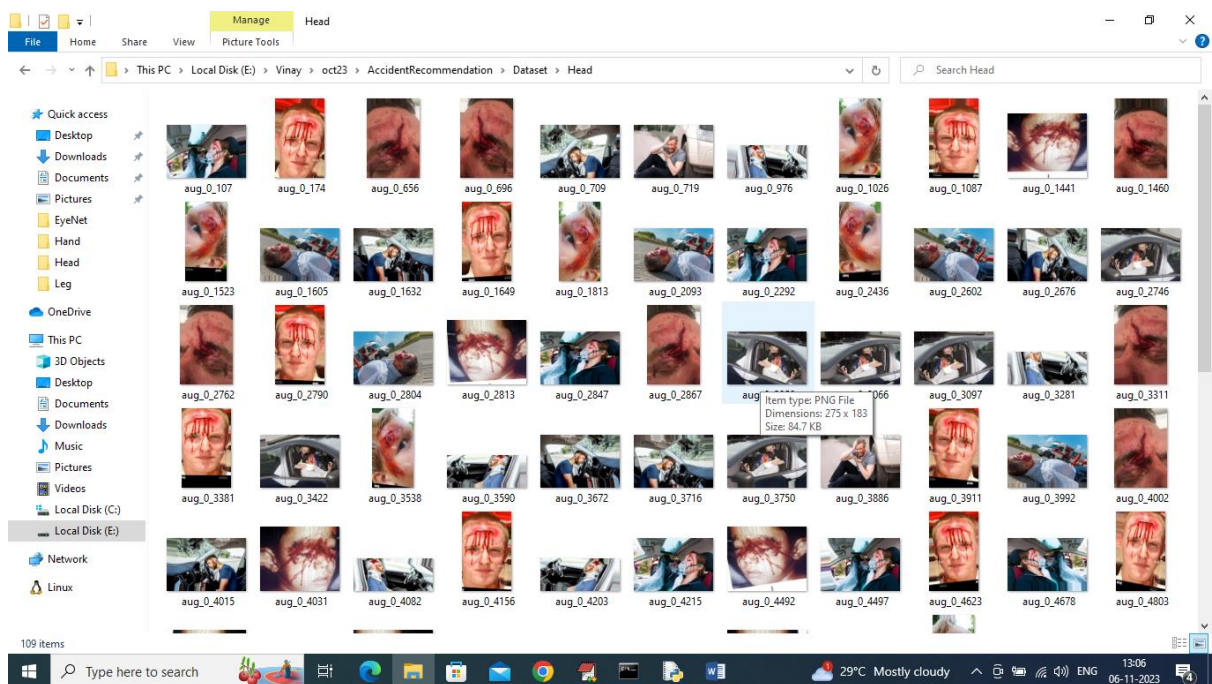 Manage
Head
File
Home
Share
View
Picture Tools
This PC > Local Disk (E:) > Vinay > oct23 > AccidentRecommendation > Dataset > Head
Search Head
Quick access
Desktop
Downloads
Documents
Pictures
EyeNet
Hand
Head
Leg
OneDrive
This PC
3D Objects
Desktop
Documents
Downloads
Music
Pictures
Videos
Local Disk (C:)
Local Disk (E:)
Network
Linux
aug_0_107 aug_0_174 aug_0_656 aug_0_696 aug_0_709 aug_0_719 aug_0_976 aug_0_1026 aug_0_1087 aug_0_1441 aug_0_1460
aug_0_1523 aug_0_1605 aug_0_1632 aug_0_1649 aug_0_1813 aug_0_2093 aug_0_2292 aug_0_2436 aug_0_2602 aug_0_2676 aug_0_2746
aug_0_2762 aug_0_2790 aug_0_2804 aug_0_2813 aug_0_2847 aug_0_2867 aug_0_3097 aug_0_3281 aug_0_3311
Item type: PNG File
Dimensions: 275 x 183
Size: 84.7 KB
aug_0_3381 aug_0_3422 aug_0_3538 aug_0_3590 aug_0_3672 aug_0_3716 aug_0_3750 aug_0_3886 aug_0_3911 aug_0_3992 aug_0_4002
aug_0_4015 aug_0_4031 aug_0_4082 aug_0_4156 aug_0_4203 aug_0_4215 aug_0_4492 aug_0_4497 aug_0_4623 aug_0_4678 aug_0_4803
109 items
Type here to search
29°C Mostly cloudy
ENG
13:06
06-11-2023